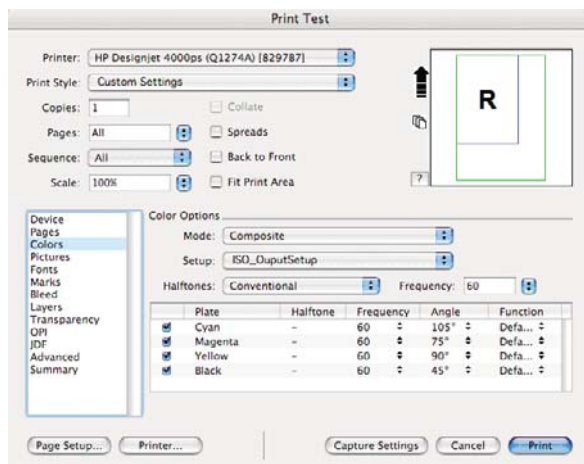 Print Test
Printer: HP Designjet 4000ps (Q1274A) [8297B7]
Print Style: Custom Settings
Copies: 1 Collate
Pages: All Spreads
Sequence: All Back to Front
Scale: 100% Fit Print Area
R
?
Device
Pages
Colors
Pictures
Fonts
Marks
Bleed
Layers
Transparency
OPI
JDF
Advanced
Summary
Color Options
Mode: Composite
Setup: ISO_OuputSetup
Halftones: Conventional Frequency: 60
Plate Halftone Frequency Angle Function
Cyan – 60 105° Defa...
Magenta – 60 75° Defa...
Yellow – 60 90° Defa...
Black – 60 45° Defa...
Page Setup... Printer... Capture Settings Cancel Print